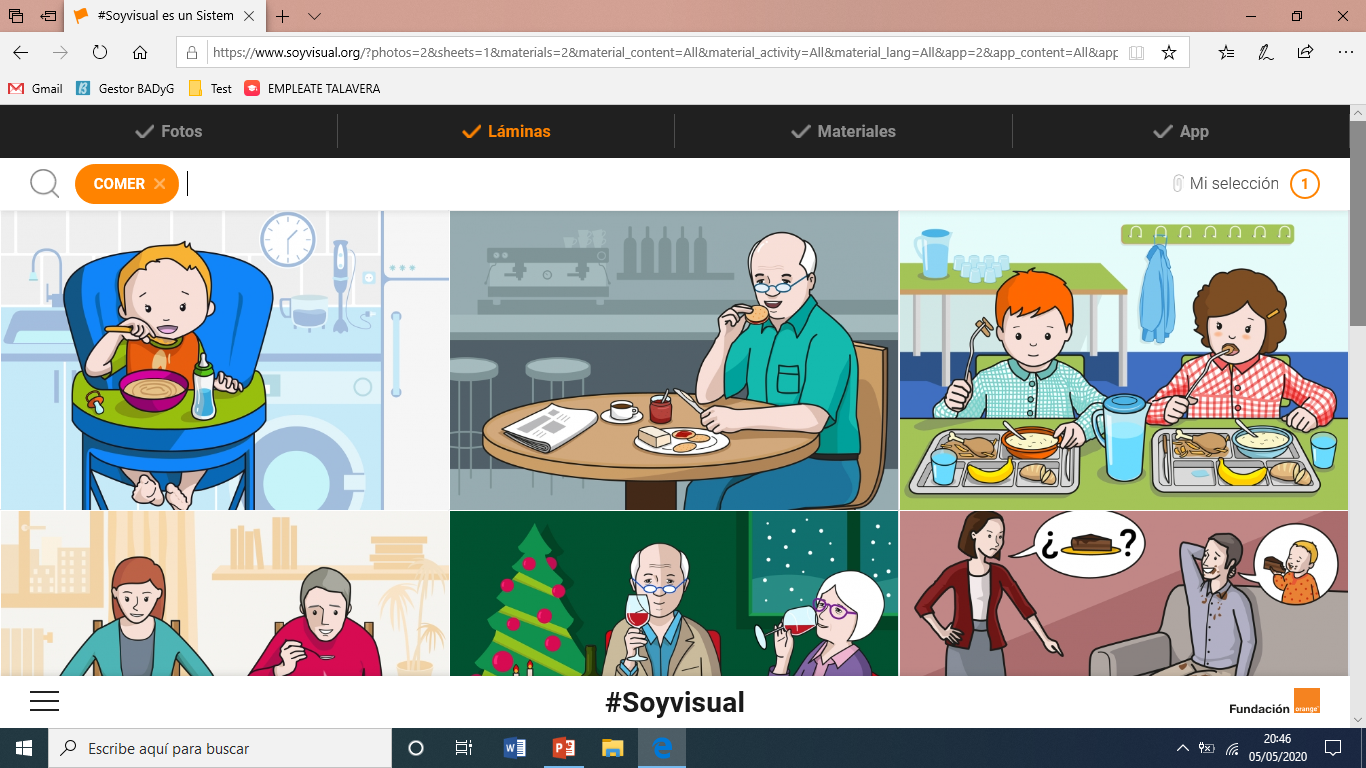 #Soyvisual es un Sistem
https://www.soyvisual.org/?photos=2&sheets=1&materials=2&material_content=All&material_activity=All&material_lang=All&app=2&app_content=All&app
Gmail Gestor BADyG Test EMPLEATE TALAVERA
Fotos Láminas Materiales App
COMER Mi selección 1
¿ ?
#Soyvisual
Fundación orange
Escribe aquí para buscar
20:46
05/05/2020